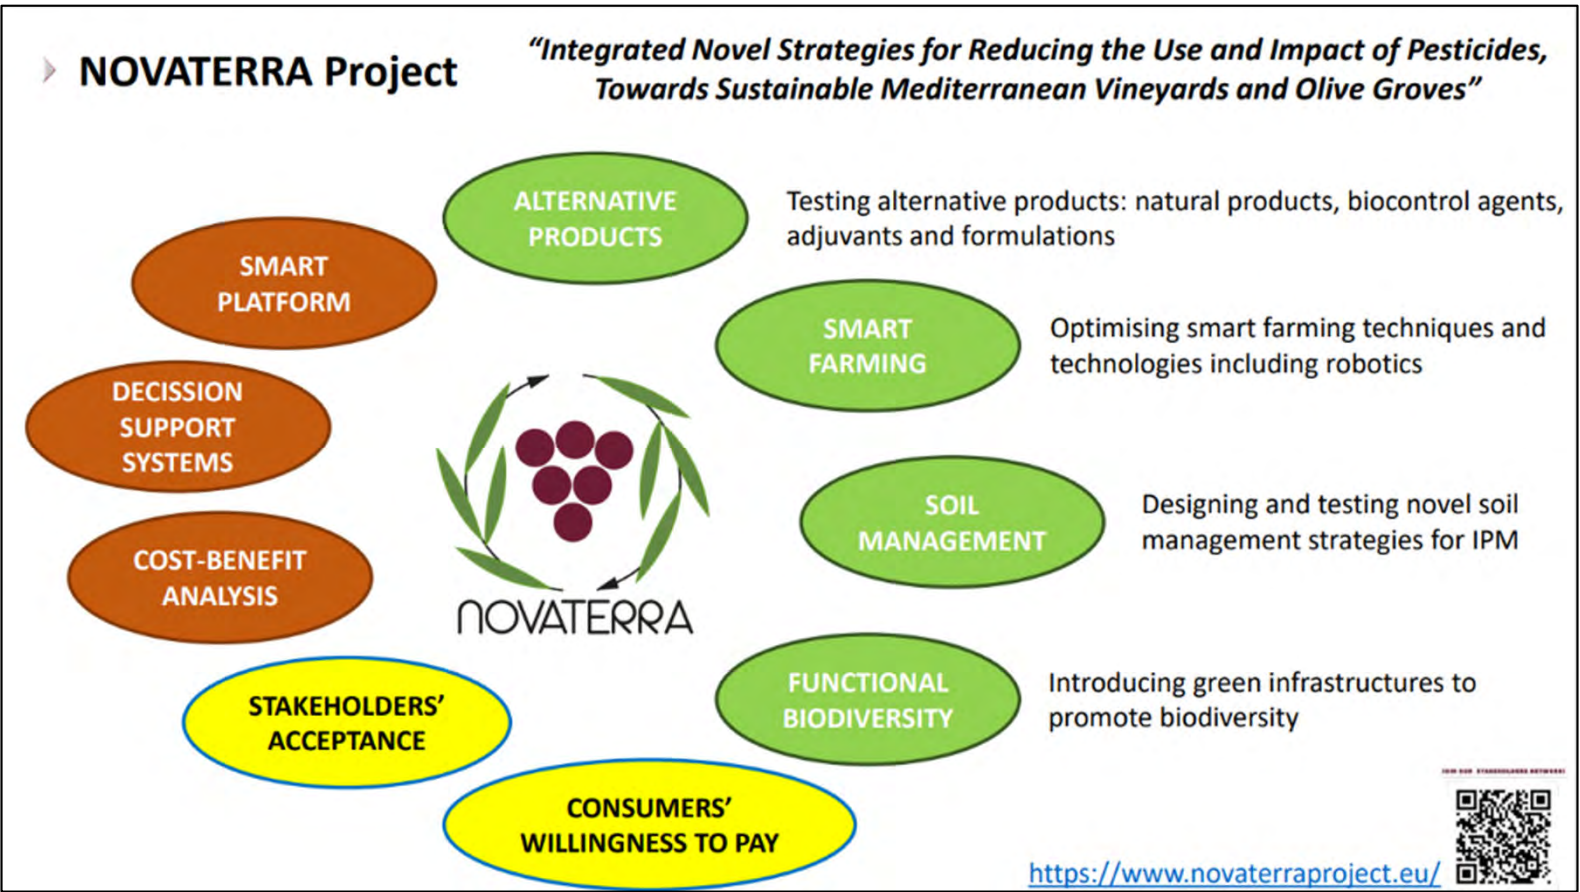 NOVATERRA Project
“Integrated Novel Strategies for Reducing the Use and Impact of Pesticides,
Towards Sustainable Mediterranean Vineyards and Olive Groves”
ALTERNATIVE
PRODUCTS
Testing alternative products: natural products, biocontrol agents,
adjuvants and formulations
SMART
PLATFORM
SMART
FARMING
Optimising smart farming techniques and
technologies including robotics
DECISSION
SUPPORT
SYSTEMS
SOIL
MANAGEMENT
Designing and testing novel soil
management strategies for IPM
COST-BENEFIT
ANALYSIS
NOVATERRA
FUNCTIONAL
BIODIVERSITY
Introducing green infrastructures to
promote biodiversity
STAKEHOLDERS’
ACCEPTANCE
CONSUMERS’
WILLINGNESS TO PAY
JOIN OUR STAKEHOLDERS NETWORK!
https://www.novaterraproject.eu/